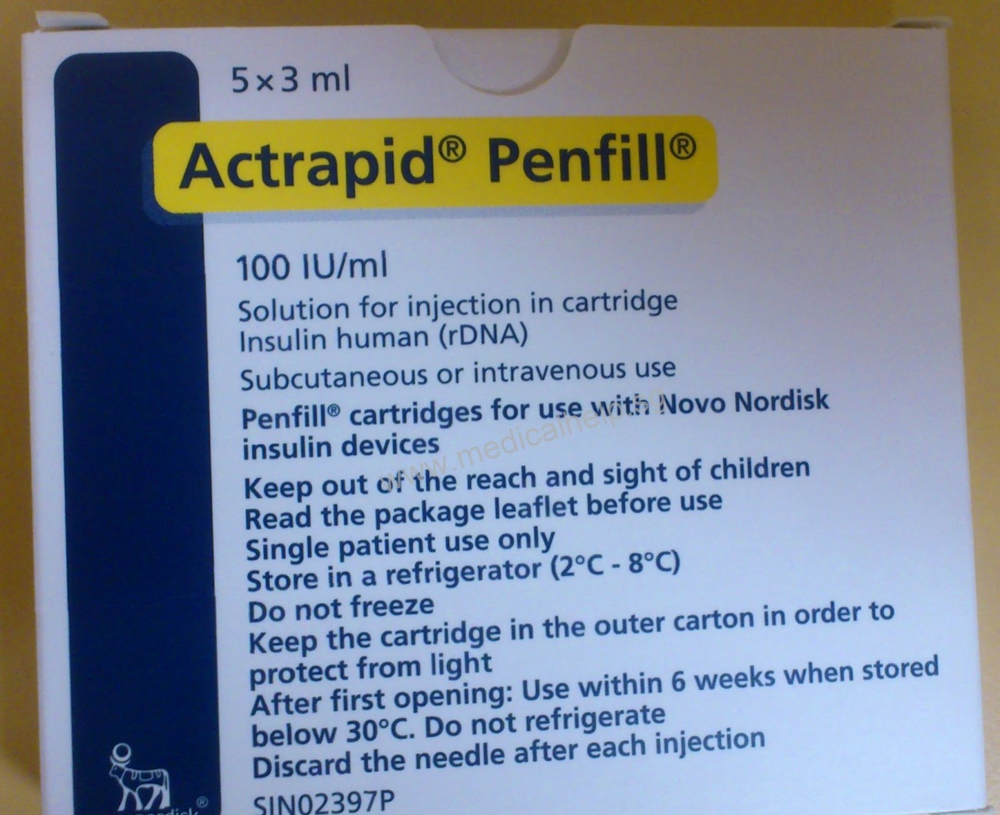 5 × 3 ml
Actrapid® Penfill®
100 IU/ml
Solution for injection in cartridge
Insulin human (rDNA)
Subcutaneous or intravenous use
Penfill® cartridges for use with Novo Nordisk
insulin devices
www.medicalhelp.sg
Keep out of the reach and sight of children
Read the package leaflet before use
Single patient use only
Store in a refrigerator (2°C - 8°C)
Do not freeze
Keep the cartridge in the outer carton in order to
protect from light
After first opening: Use within 6 weeks when stored
below 30°C. Do not refrigerate
Discard the needle after each injection
SIN02397P
®